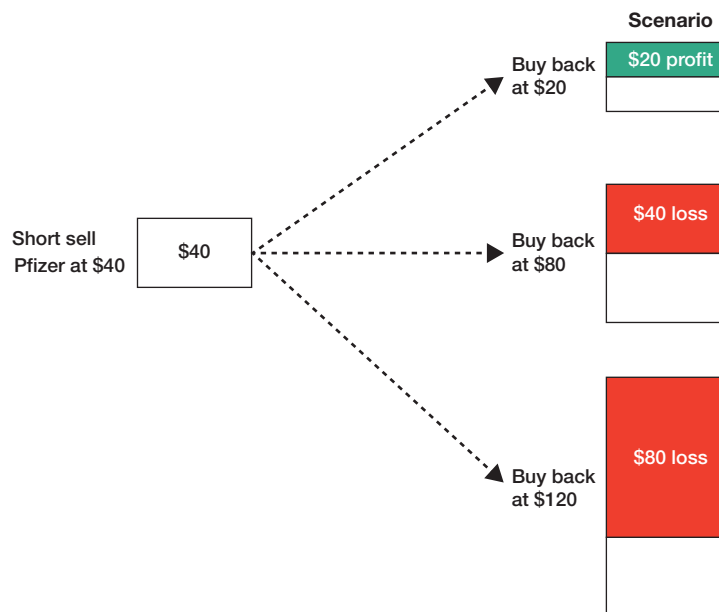 Scenario
Buy back
at $20
$20 profit
Short sell
Pfizer at $40
$40
Buy back
at $80
$40 loss
Buy back
at $120
$80 loss